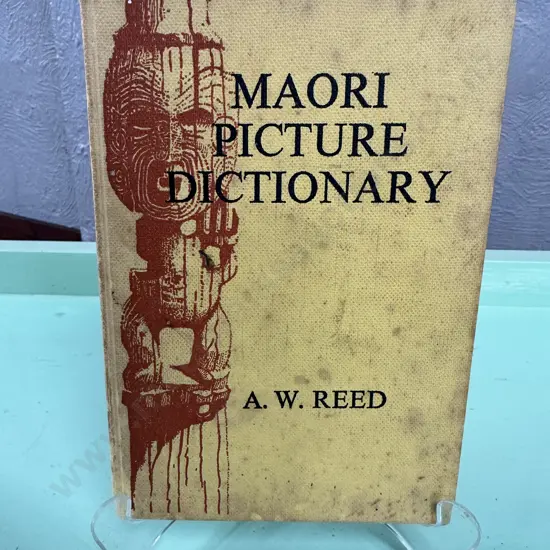 MAORI
PICTURE
DICTIONARY
A. W. REED